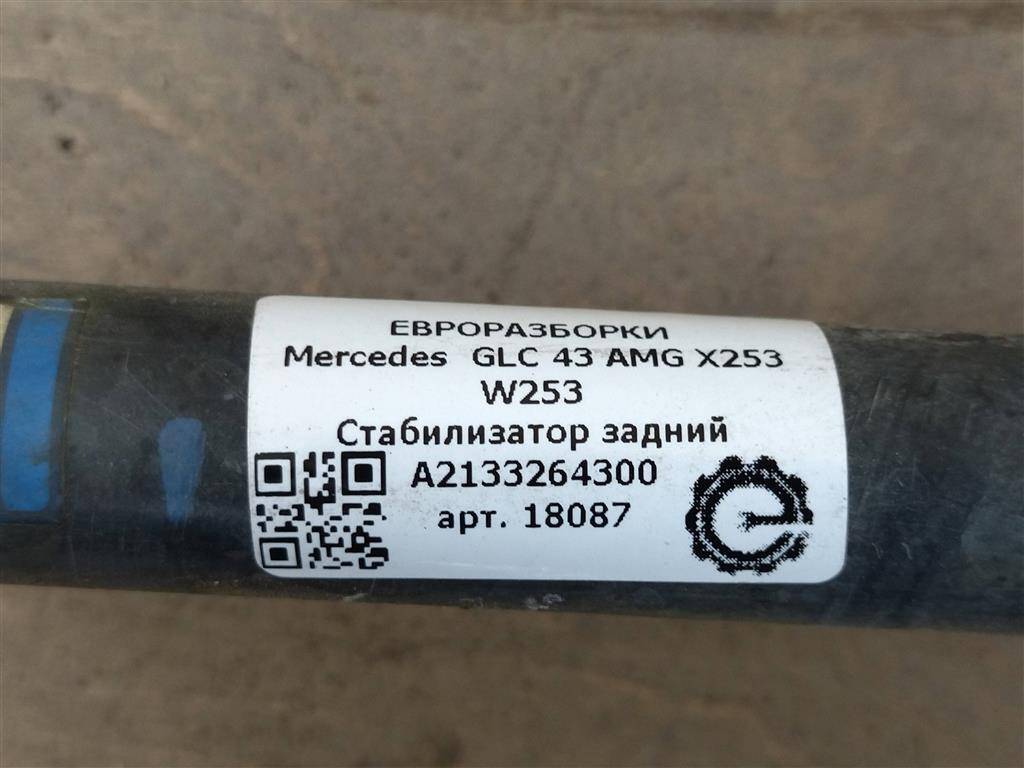 ЕВРОРАЗБОРКИ
Mercedes GLC 43 AMG X253
W253
Стабилизатор задний
A2133264300
арт. 18087